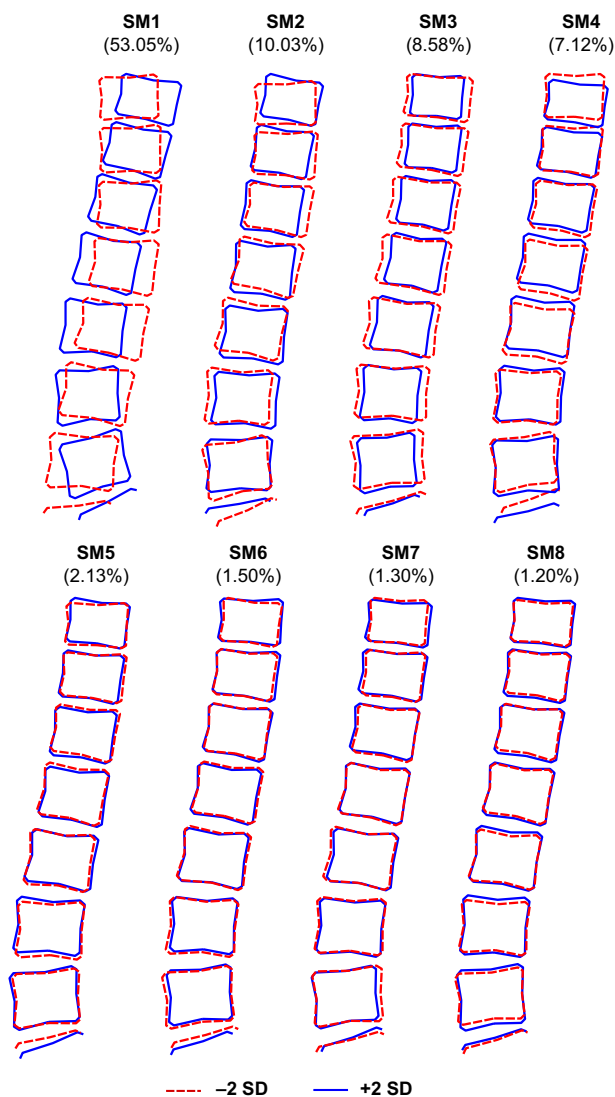 SM1 SM2 SM3 SM4
(53.05%) (10.03%) (8.58%) (7.12%)
SM5 SM6 SM7 SM8
(2.13%) (1.50%) (1.30%) (1.20%)
–2 SD +2 SD